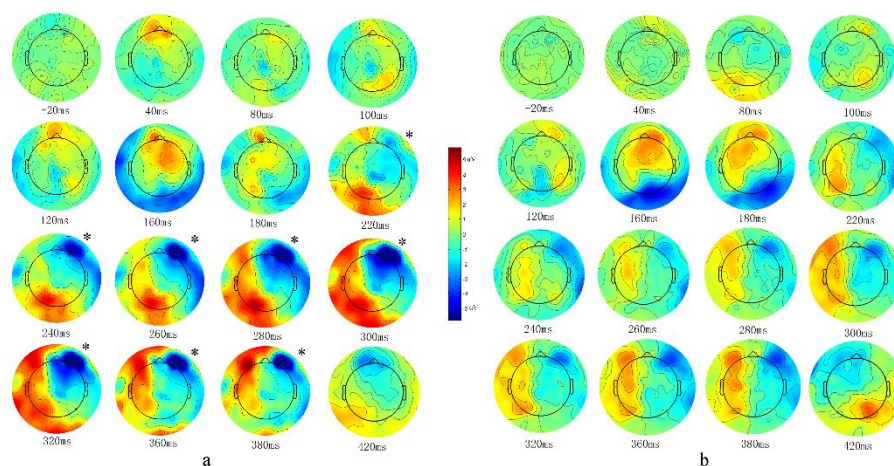 -20ms 40ms 80ms 100ms
*
120ms 160ms 180ms 220ms
* * * *
240ms 260ms 280ms 300ms
* * *
320ms 360ms 380ms 420ms
a
-20ms 40ms 80ms 100ms
120ms 160ms 180ms 220ms
240ms 260ms 280ms 300ms
320ms 360ms 380ms 420ms
b